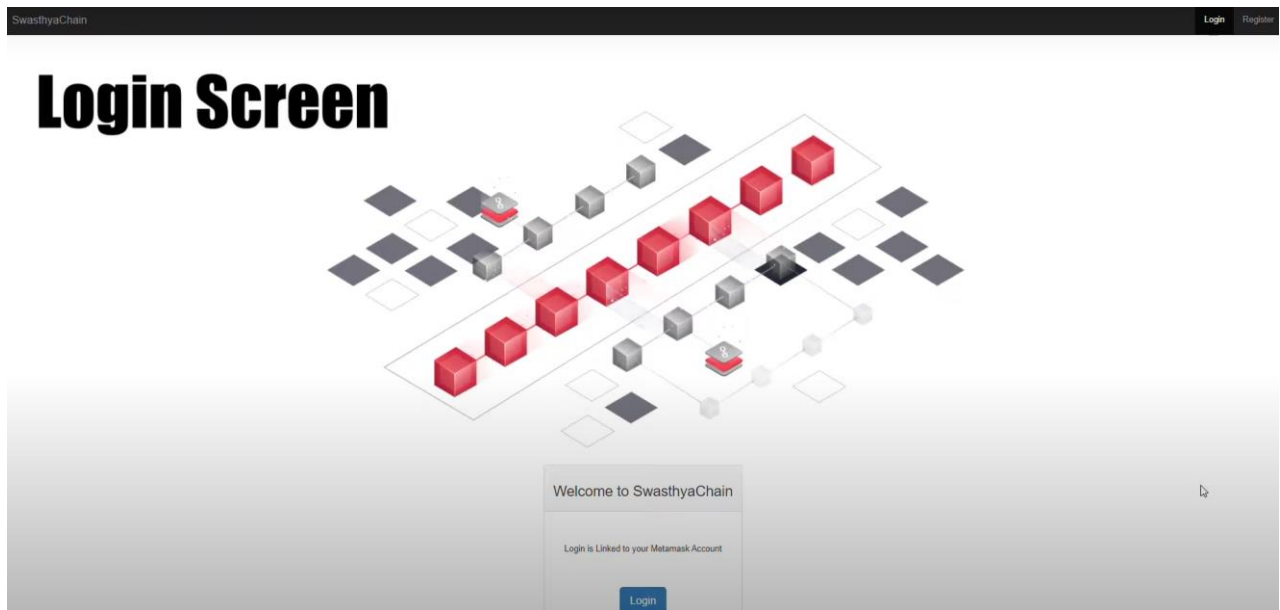 SwasthyaChain
Login Register
Login Screen
Welcome to SwasthyaChain
Login is Linked to your Metamask Account
Login